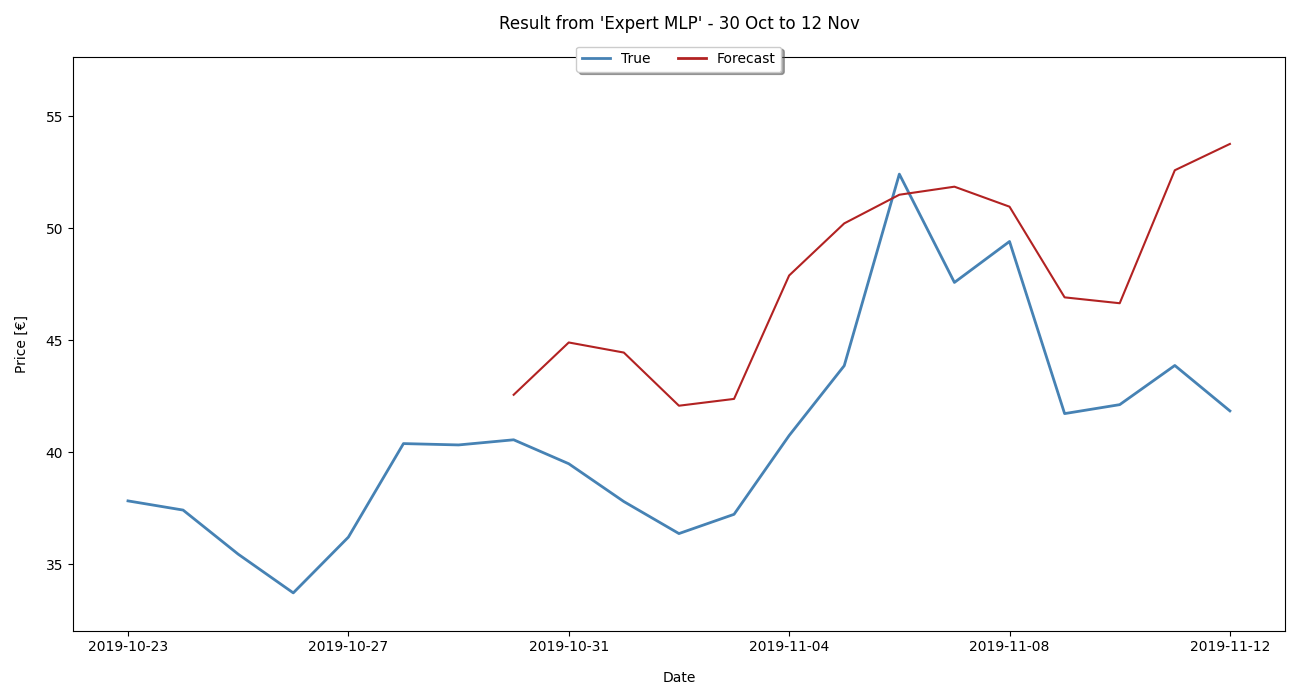 Result from 'Expert MLP' - 30 Oct to 12 Nov
True Forecast
55
50
45
40
35
Price [€]
2019-10-23 2019-10-27 2019-10-31 2019-11-04 2019-11-08 2019-11-12
Date